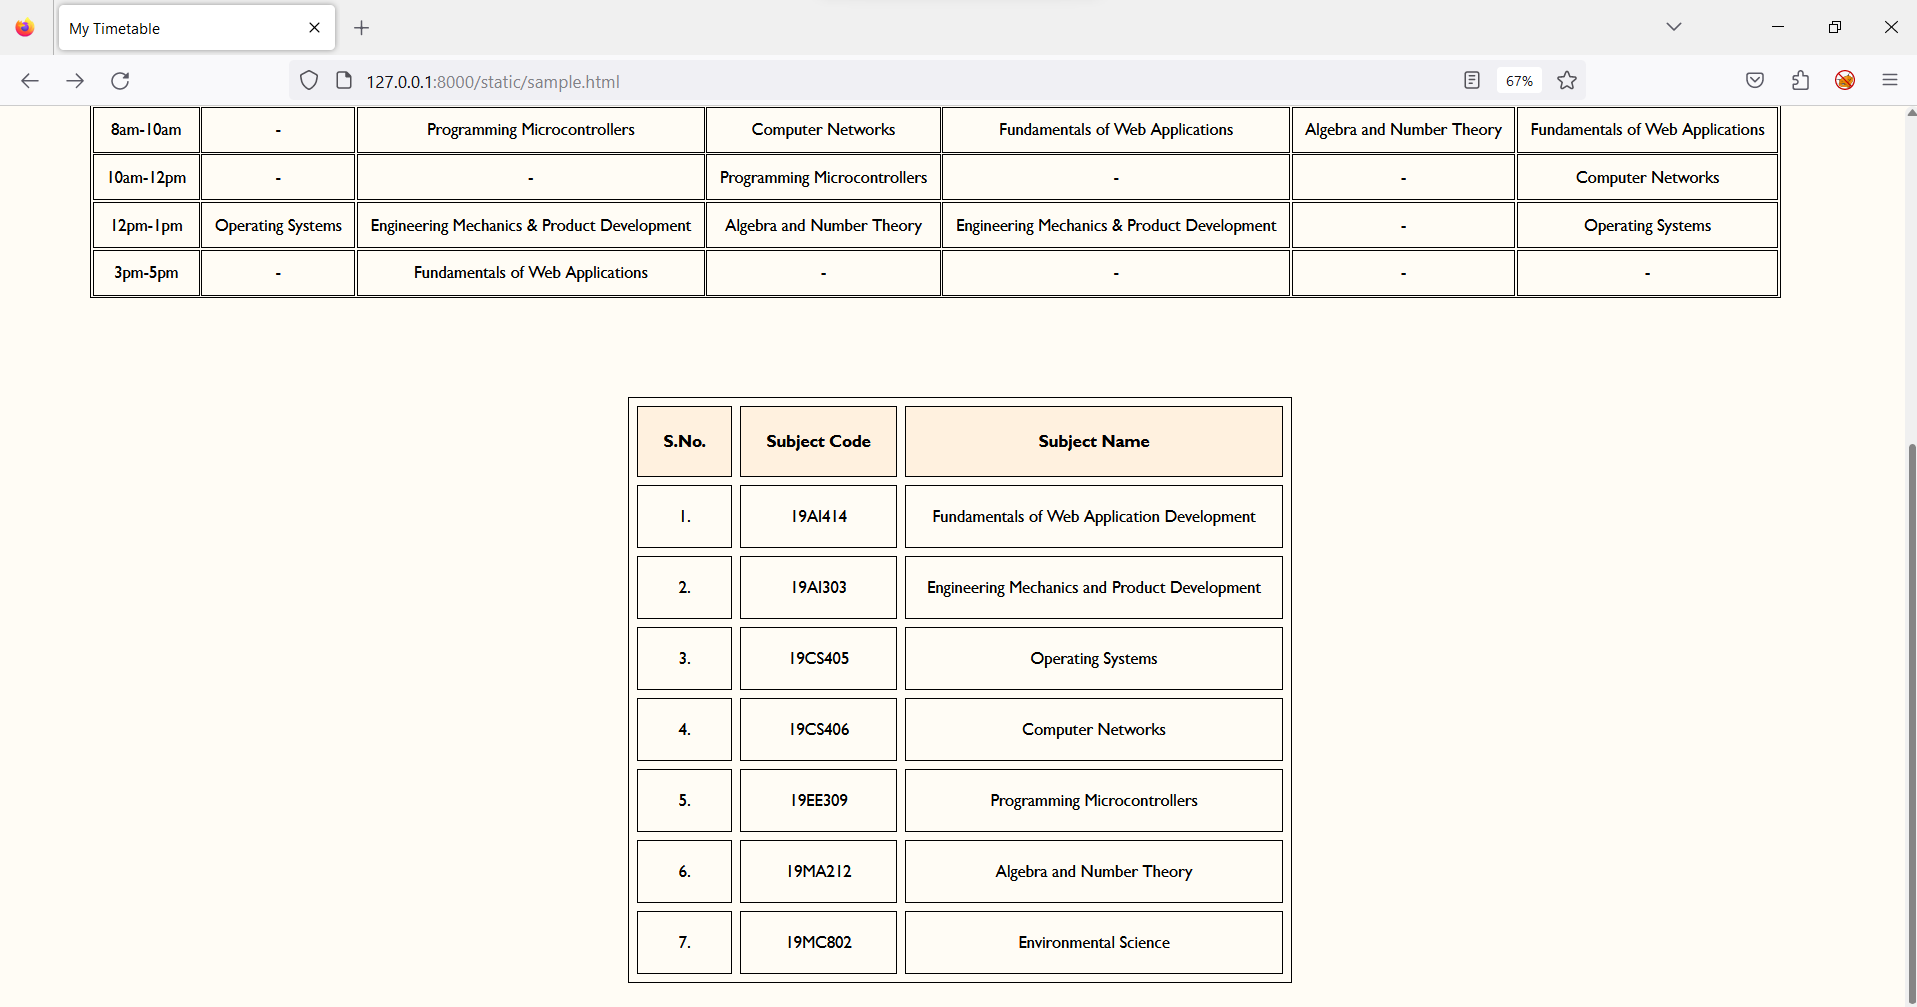 My Timetable
127.0.0.1:8000/static/sample.html 67%
8am-10am - Programming Microcontrollers Computer Networks Fundamentals of Web Applications Algebra and Number Theory Fundamentals of Web Applications
10am-12pm - - Programming Microcontrollers - - Computer Networks
12pm-1pm Operating Systems Engineering Mechanics & Product Development Algebra and Number Theory Engineering Mechanics & Product Development - Operating Systems
3pm-5pm - Fundamentals of Web Applications - - - -
S.No. Subject Code Subject Name
1. 19AI414 Fundamentals of Web Application Development
2. 19AI303 Engineering Mechanics and Product Development
3. 19CS405 Operating Systems
4. 19CS406 Computer Networks
5. 19EE309 Programming Microcontrollers
6. 19MA212 Algebra and Number Theory
7. 19MC802 Environmental Science